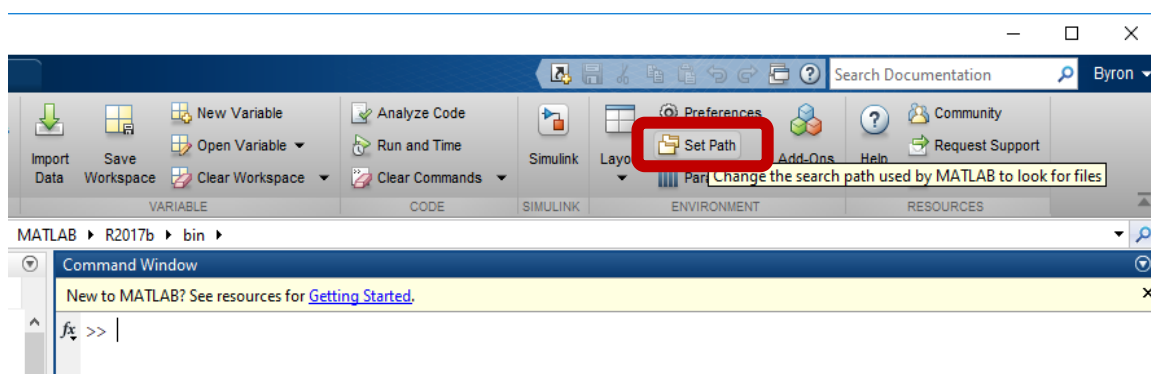 Search Documentation
Byron
Import Data
Save Workspace
New Variable
Open Variable
Clear Workspace
VARIABLE
Analyze Code
Run and Time
Clear Commands
CODE
Simulink
SIMULINK
Preferences
Set Path
Add-Ons
ENVIRONMENT
Help
Community
Request Support
RESOURCES
Change the search path used by MATLAB to look for files
MATLAB R2017b bin
Command Window
New to MATLAB? See resources for Getting Started.
fx >>